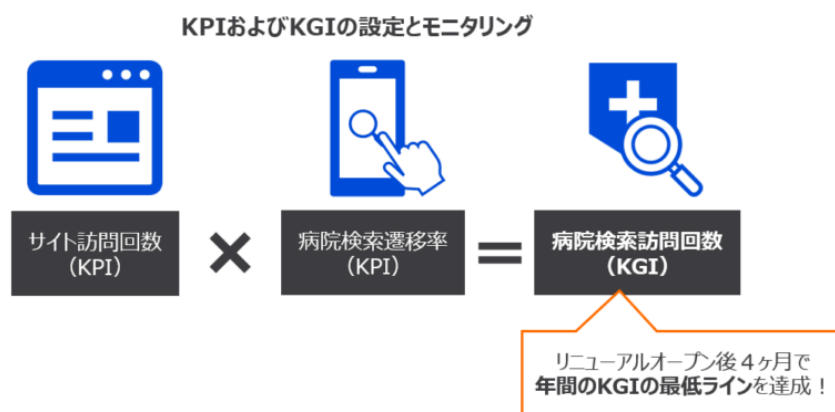 KPIおよびKGIの設定とモニタリング
サイト訪問回数
（KPI）
×
病院検索遷移率
（KPI）
＝
病院検索訪問回数
（KGI）
リニューアルオープン後４ヶ月で
年間のKGIの最低ラインを達成！